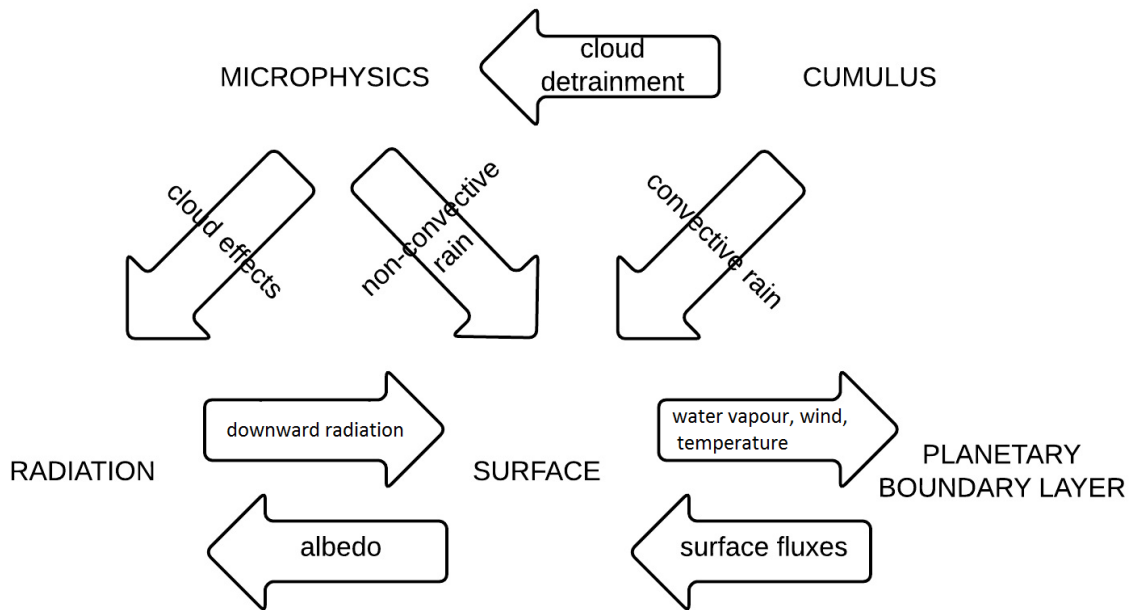 cloud
detrainment
MICROPHYSICS
CUMULUS
cloud effects
non-convective
rain
convective rain
downward radiation
water vapour, wind,
temperature
RADIATION
SURFACE
PLANETARY
BOUNDARY LAYER
albedo
surface fluxes